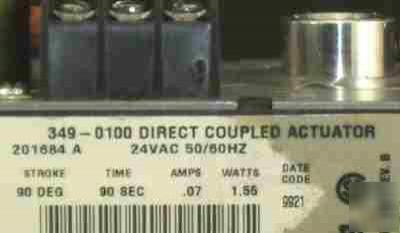 349-0100 DIRECT COUPLED ACTUATOR
201684 A 24VAC 50/60HZ
STROKE TIME AMPS WATTS DATE CODE
90 DEG 90 SEC .07 1.55 9921
REV. B